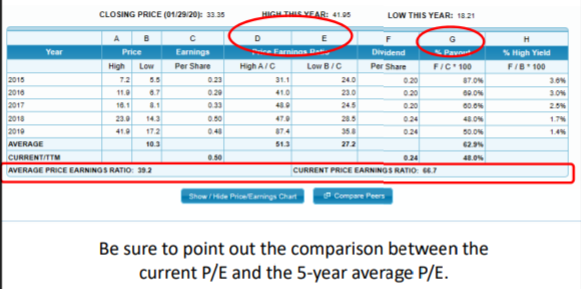 CLOSING PRICE (01/29/20): 33.35 HIGH THIS YEAR: 41.95 LOW THIS YEAR: 18.21
A B C D E F G H
Year Price Earnings Price Earnings Ratio Dividend % Payout % High Yield
High Low Per Share High A / C Low B / C Per Share F / C * 100 F / B * 100
2015 7.2 5.5 0.23 31.1 24.0 0.20 87.0% 3.6%
2016 11.9 6.7 0.29 41.0 23.0 0.20 69.0% 3.0%
2017 16.1 8.1 0.33 48.9 24.5 0.20 60.6% 2.5%
2018 23.9 14.3 0.50 47.9 28.5 0.24 48.0% 1.7%
2019 41.9 17.2 0.48 87.4 35.8 0.24 50.0% 1.4%
AVERAGE 10.3 51.3 27.2 62.9%
CURRENT/TTM 0.50 0.24 48.0%
AVERAGE PRICE EARNINGS RATIO: 39.2 CURRENT PRICE EARNINGS RATIO: 66.7
Show / Hide Price/Earnings Chart Compare Peers
Be sure to point out the comparison between the
current P/E and the 5-year average P/E.